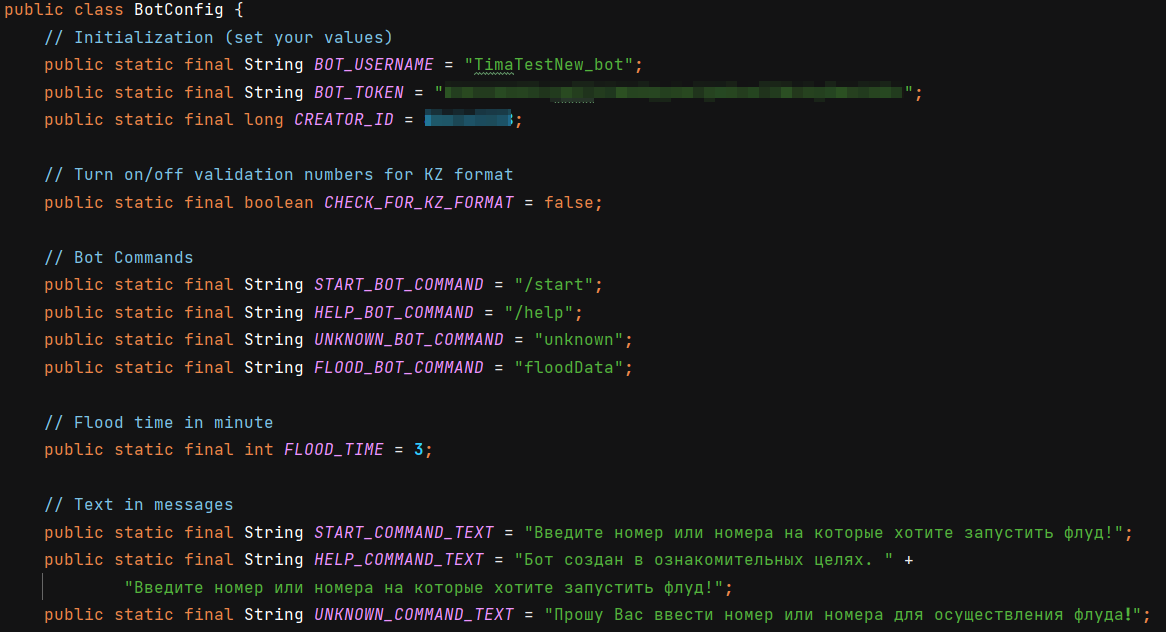 public class BotConfig {
// Initialization (set your values)
public static final String BOT_USERNAME = "TimaTestNew_bot";
public static final String BOT_TOKEN = "";
public static final long CREATOR_ID = ;
// Turn on/off validation numbers for KZ format
public static final boolean CHECK_FOR_KZ_FORMAT = false;
// Bot Commands
public static final String START_BOT_COMMAND = "/start";
public static final String HELP_BOT_COMMAND = "/help";
public static final String UNKNOWN_BOT_COMMAND = "unknown";
public static final String FLOOD_BOT_COMMAND = "floodData";
// Flood time in minute
public static final int FLOOD_TIME = 3;
// Text in messages
public static final String START_COMMAND_TEXT = "Введите номер или номера на которые хотите запустить флуд!";
public static final String HELP_COMMAND_TEXT = "Бот создан в ознакомительных целях. " +
"Введите номер или номера на которые хотите запустить флуд!";
public static final String UNKNOWN_COMMAND_TEXT = "Прошу Вас ввести номер или номера для осуществления флуда!";